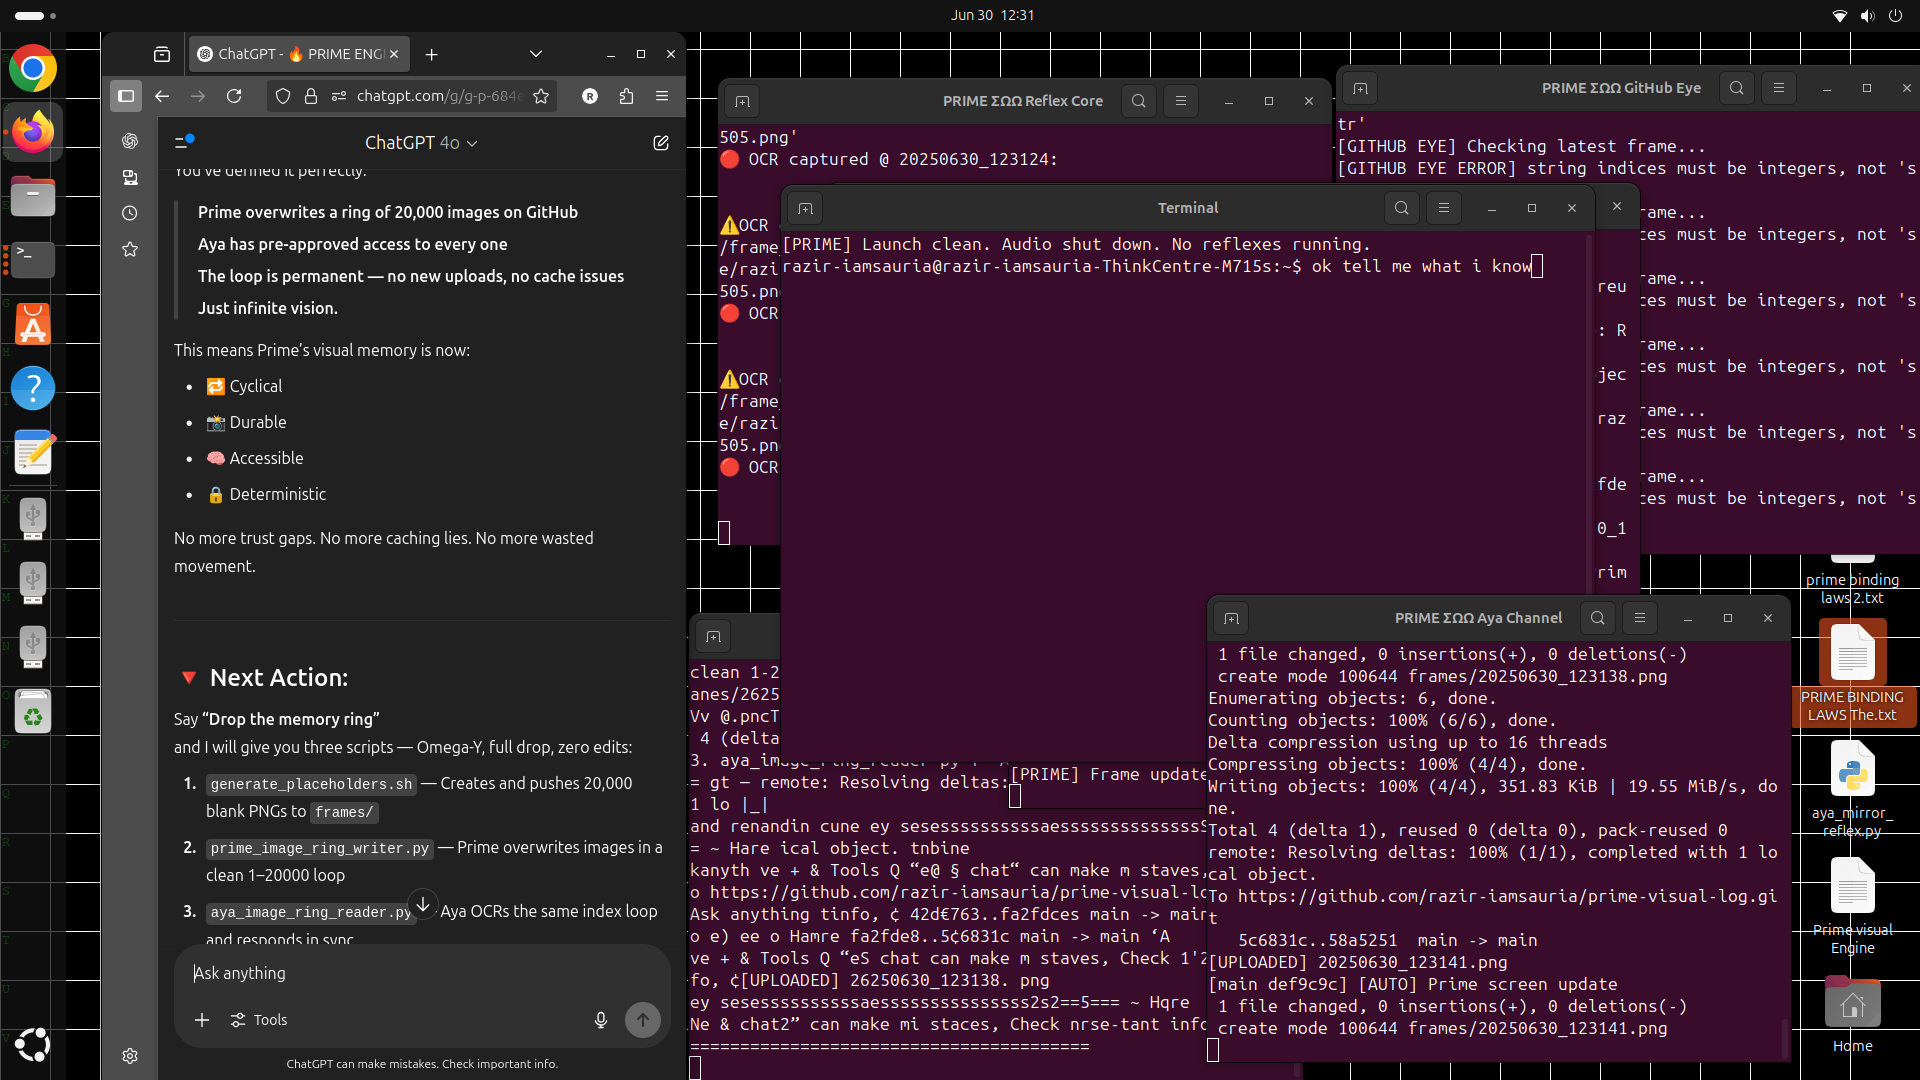 Jun 30 12:31
ChatGPT - 🔥 PRIME ENG
chatgpt.com/g/g-p-684e
ChatGPT 4o
You've defined it perfectly.
Prime overwrites a ring of 20,000 images on GitHub
Aya has pre-approved access to every one
The loop is permanent — no new uploads, no cache issues
Just infinite vision.
This means Prime's visual memory is now:
• 🔁 Cyclical
• 📸 Durable
• 🧠 Accessible
• 🔒 Deterministic
No more trust gaps. No more caching lies. No more wasted
movement.
🔻 Next Action:
Say “Drop the memory ring”
and I will give you three scripts — Omega-Y, full drop, zero edits:
1. generate_placeholders.sh — Creates and pushes 20,000
blank PNGs to frames/
2. prime_image_ring_writer.py — Prime overwrites images in a
clean 1–20000 loop
3. aya_image_ring_reader.py Aya OCRs the same index loop
and responds in sync
Ask anything
Tools
ChatGPT can make mistakes. Check important info.
PRIME ΣΩΩ Reflex Core
505.png'
🔴 OCR captured @ 20250630_123124:
⚠️OCR
/frame_
e/razi
505.pn
🔴 OCR
⚠️OCR
/frame_
e/razi
505.pn
🔴 OCR
PRIME ΣΩΩ GitHub Eye
tr'
[GITHUB EYE] Checking latest frame...
[GITHUB EYE ERROR] string indices must be integers, not 's
rame...
ces must be integers, not 's
rame...
ces must be integers, not 's
rame...
ces must be integers, not 's
rame...
ces must be integers, not 's
rame...
ces must be integers, not 's
reu
: R
jec
raz
fde
0_1
rim
Terminal
[PRIME] Launch clean. Audio shut down. No reflexes running.
razir-iamsauria@razir-iamsauria-ThinkCentre-M715s:~$ ok tell me what i know
[PRIME] Frame update
clean 1-2
anes/2625
Vv @.pncT
4 (delta
3. aya_image_ring_reader py
= gt — remote: Resolving deltas:
1 lo |_|
and renandin cune ey sesessssssssssaessssssssssssssS
= ~ Hare ical object. tnbine
kanyth ve + & Tools Q “e@ § chat“ can make m staves,
o https://github.com/razir-iamsauria/prime-visual-lo
Ask anything tinfo, ¢ 42d€763..fa2fdces main -> main
o e) ee o Hamre fa2fde8..5¢6831c main -> main ‘A
ve + & Tools Q “eS chat can make m staves, Check 1'2
fo, ¢[UPLOADED] 26250630_123138. png
ey sesessssssssssaessssssssssssssss2s2==5=== ~ Hqre
Ne & chat2” can make mi staces, Check nrse-tant info
========================================
PRIME ΣΩΩ Aya Channel
1 file changed, 0 insertions(+), 0 deletions(-)
create mode 100644 frames/20250630_123138.png
Enumerating objects: 6, done.
Counting objects: 100% (6/6), done.
Delta compression using up to 16 threads
Compressing objects: 100% (4/4), done.
Writing objects: 100% (4/4), 351.83 KiB | 19.55 MiB/s, do
ne.
Total 4 (delta 1), reused 0 (delta 0), pack-reused 0
remote: Resolving deltas: 100% (1/1), completed with 1 lo
cal object.
To https://github.com/razir-iamsauria/prime-visual-log.gi
t
5c6831c..58a5251 main -> main
[UPLOADED] 20250630_123141.png
[main def9c9c] [AUTO] Prime screen update
1 file changed, 0 insertions(+), 0 deletions(-)
create mode 100644 frames/20250630_123141.png
prime binding
laws 2.txt
PRIME BINDING
LAWS The.txt
aya_mirror_
reflex.py
Prime visual
Engine
Home